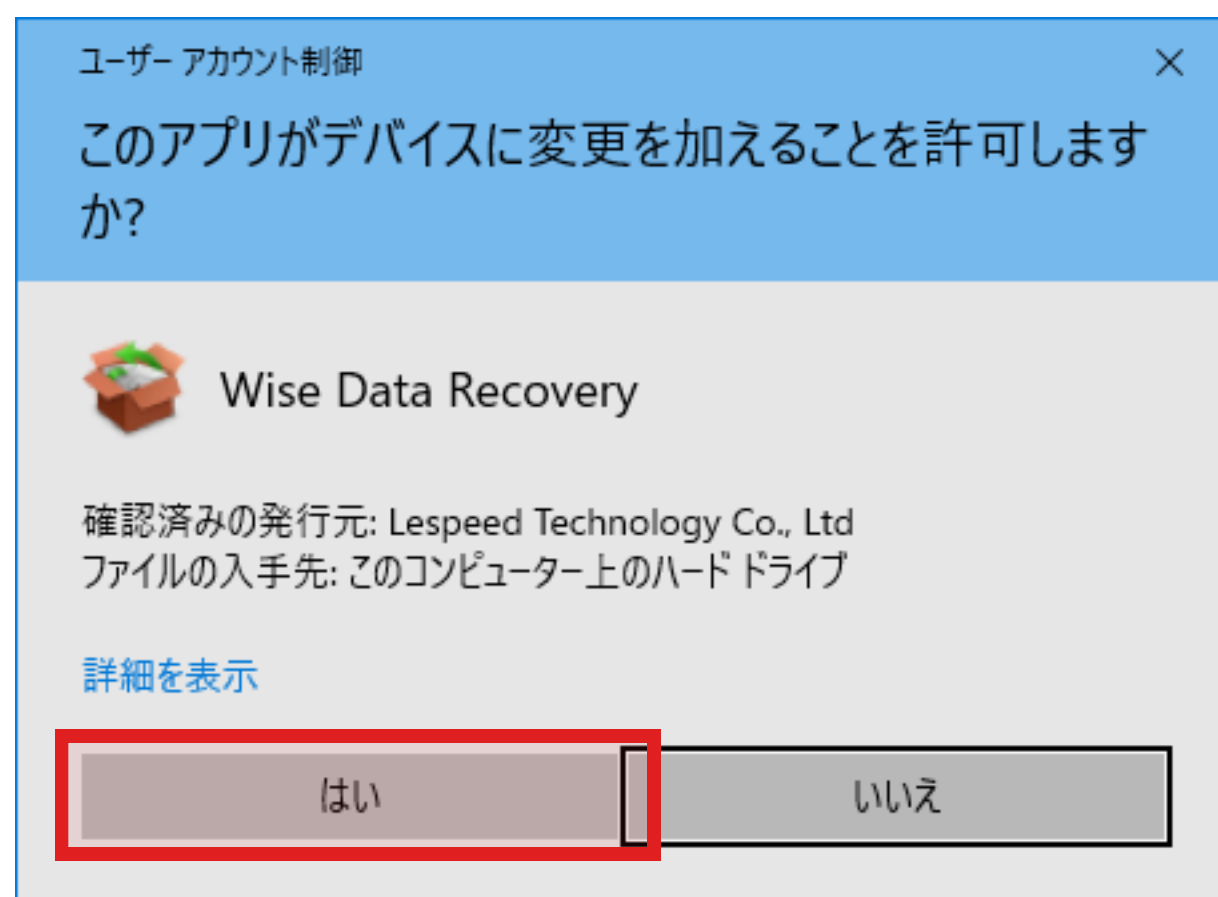 ユーザー アカウント制御
このアプリがデバイスに変更を加えることを許可します
か?
Wise Data Recovery
確認済みの発行元: Lespeed Technology Co., Ltd
ファイルの入手先: このコンピューター上のハード ドライブ
詳細を表示
はい
いいえ